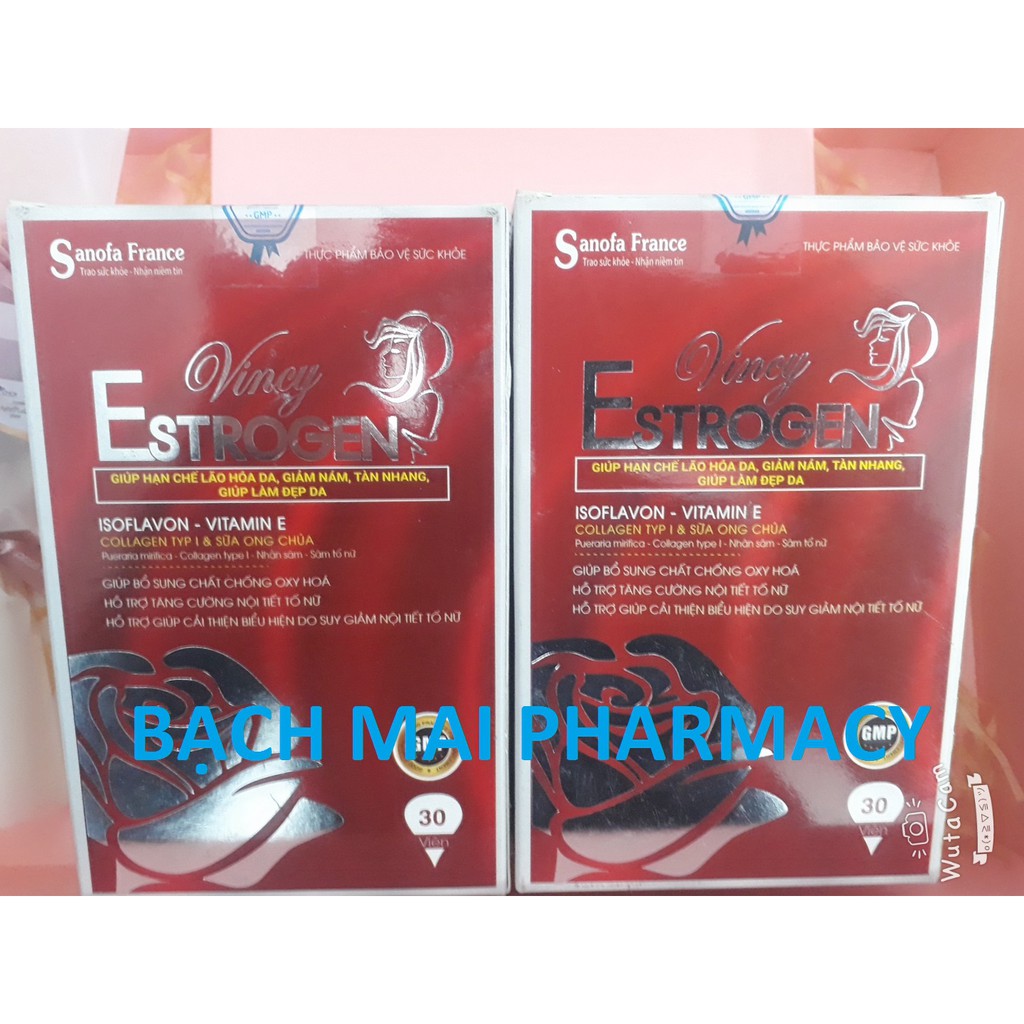 GMP
Sanofa France
Trao sức khỏe - Nhận niềm tin
THỰC PHẨM BẢO VỆ SỨC KHỎE
Vincy
ESTROGEN
GIÚP HẠN CHẾ LÃO HÓA DA, GIẢM NÁM, TÀN NHANG,
GIÚP LÀM ĐẸP DA
ISOFLAVON - VITAMIN E
COLLAGEN TYP I & SỮA ONG CHÚA
Pueraria mirifica - Collagen type I - Nhân sâm - Sâm tố nữ
GIÚP BỔ SUNG CHẤT CHỐNG OXY HOÁ
HỖ TRỢ TĂNG CƯỜNG NỘI TIẾT TỐ NỮ
HỖ TRỢ GIÚP CẢI THIỆN BIỂU HIỆN DO SUY GIẢM NỘI TIẾT TỐ NỮ
GMP
30
Viên
Sanofa France
Trao sức khỏe - Nhận niềm tin
THỰC PHẨM BẢO VỆ SỨC KHỎE
Vincy
ESTROGEN
GIÚP HẠN CHẾ LÃO HÓA DA, GIẢM NÁM, TÀN NHANG,
GIÚP LÀM ĐẸP DA
ISOFLAVON - VITAMIN E
COLLAGEN TYP I & SỮA ONG CHÚA
Pueraria mirifica - Collagen type I - Nhân sâm - Sâm tố nữ
GIÚP BỔ SUNG CHẤT CHỐNG OXY HOÁ
HỖ TRỢ TĂNG CƯỜNG NỘI TIẾT TỐ NỮ
HỖ TRỢ GIÚP CẢI THIỆN BIỂU HIỆN DO SUY GIẢM NỘI TIẾT TỐ NỮ
GMP
30
Viên
BẠCH MAI PHARMACY
WutaCam